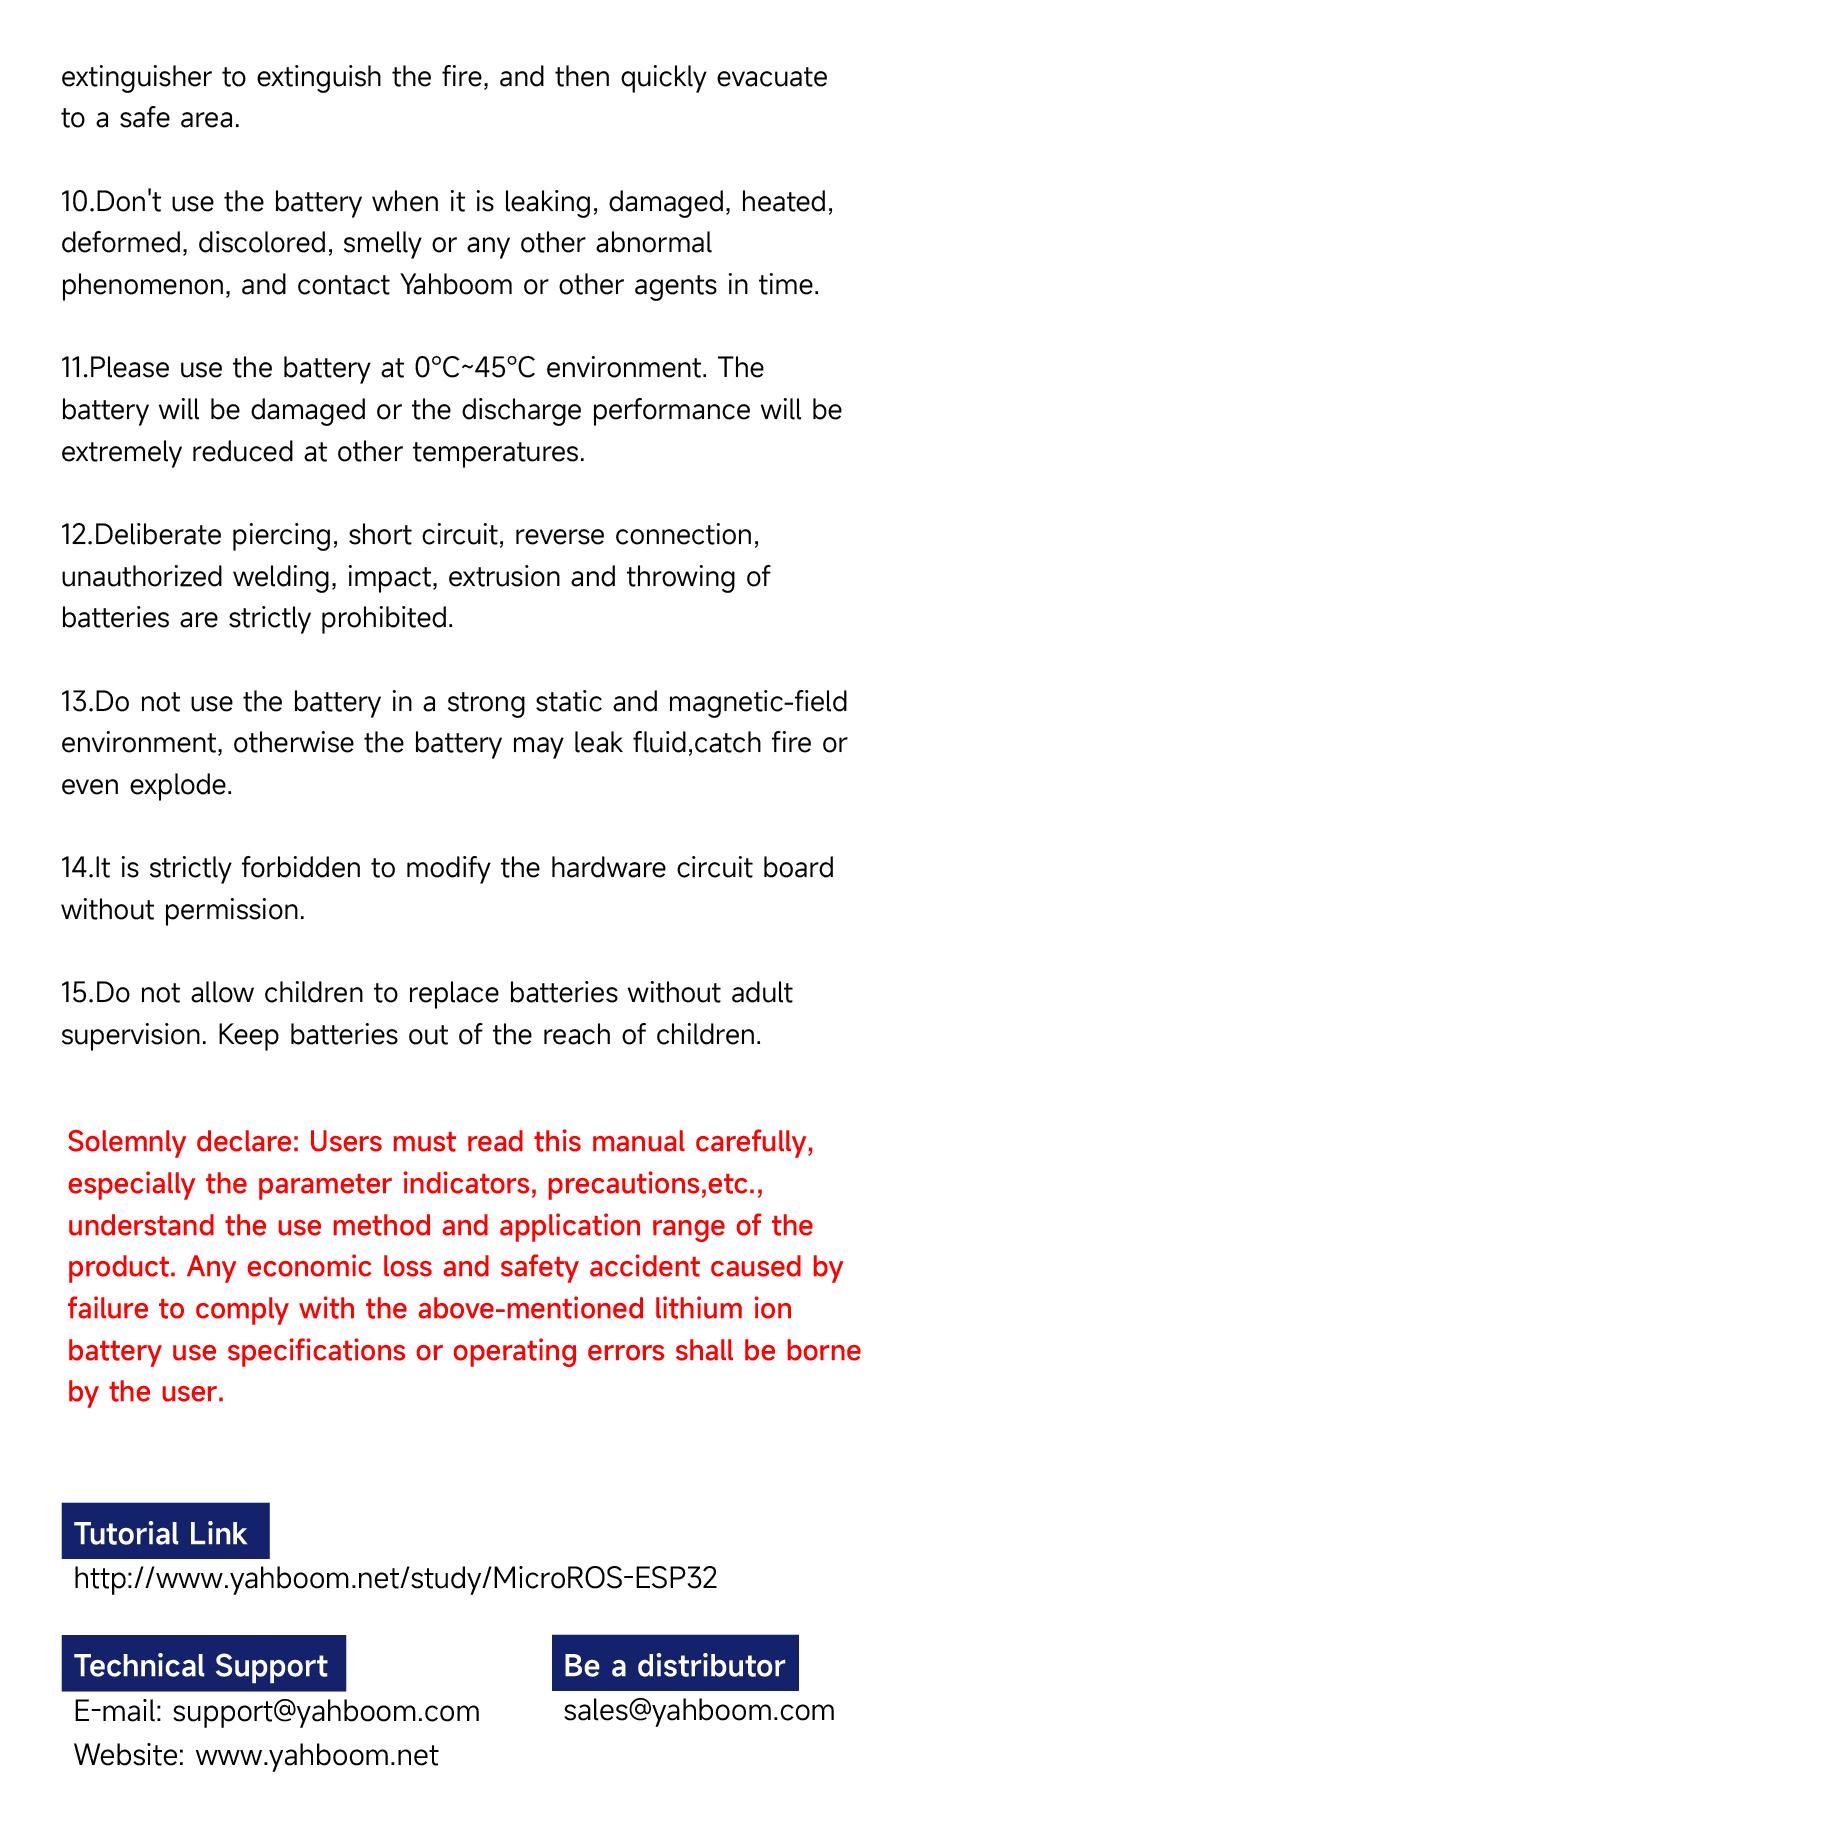 extinguisher to extinguish the fire, and then quickly evacuate
to a safe area.
10.Don't use the battery when it is leaking, damaged, heated,
deformed, discolored, smelly or any other abnormal
phenomenon, and contact Yahboom or other agents in time.
11.Please use the battery at 0°C~45°C environment. The
battery will be damaged or the discharge performance will be
extremely reduced at other temperatures.
12.Deliberate piercing, short circuit, reverse connection,
unauthorized welding, impact, extrusion and throwing of
batteries are strictly prohibited.
13.Do not use the battery in a strong static and magnetic-field
environment, otherwise the battery may leak fluid,catch fire or
even explode.
14.It is strictly forbidden to modify the hardware circuit board
without permission.
15.Do not allow children to replace batteries without adult
supervision. Keep batteries out of the reach of children.
Solemnly declare: Users must read this manual carefully,
especially the parameter indicators, precautions,etc.,
understand the use method and application range of the
product. Any economic loss and safety accident caused by
failure to comply with the above-mentioned lithium ion
battery use specifications or operating errors shall be borne
by the user.
Tutorial Link
http://www.yahboom.net/study/MicroROS-ESP32
Technical Support
E-mail: support@yahboom.com
Website: www.yahboom.net
Be a distributor
sales@yahboom.com